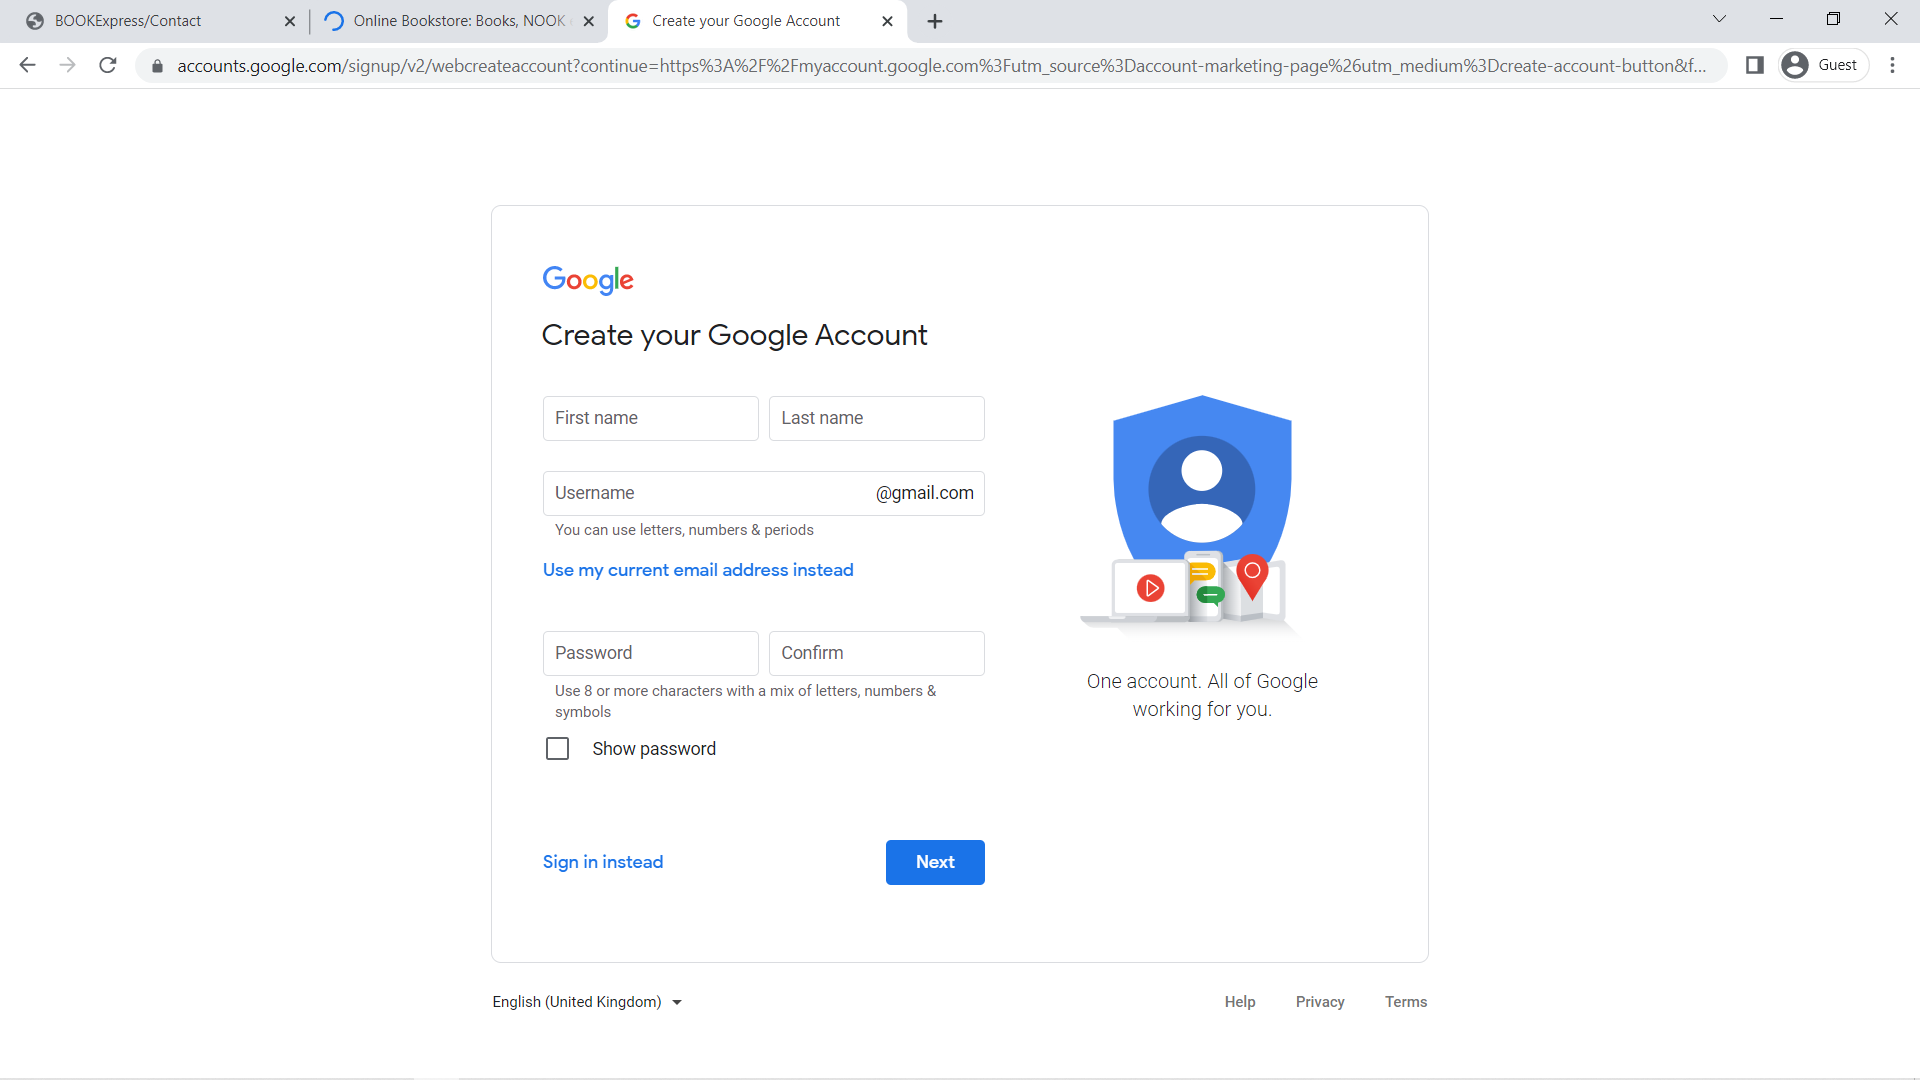 BOOKExpress/Contact
Online Bookstore: Books, NOOK
Create your Google Account
accounts.google.com/signup/v2/webcreateaccount?continue=https%3A%2F%2Fmyaccount.google.com%3Futm_source%3Daccount-marketing-page%26utm_medium%3Dcreate-account-button&f...
Guest
Google
Create your Google Account
First name
Last name
Username
@gmail.com
You can use letters, numbers & periods
Use my current email address instead
Password
Confirm
Use 8 or more characters with a mix of letters, numbers &
symbols
Show password
One account. All of Google
working for you.
Sign in instead
Next
English (United Kingdom)
Help
Privacy
Terms